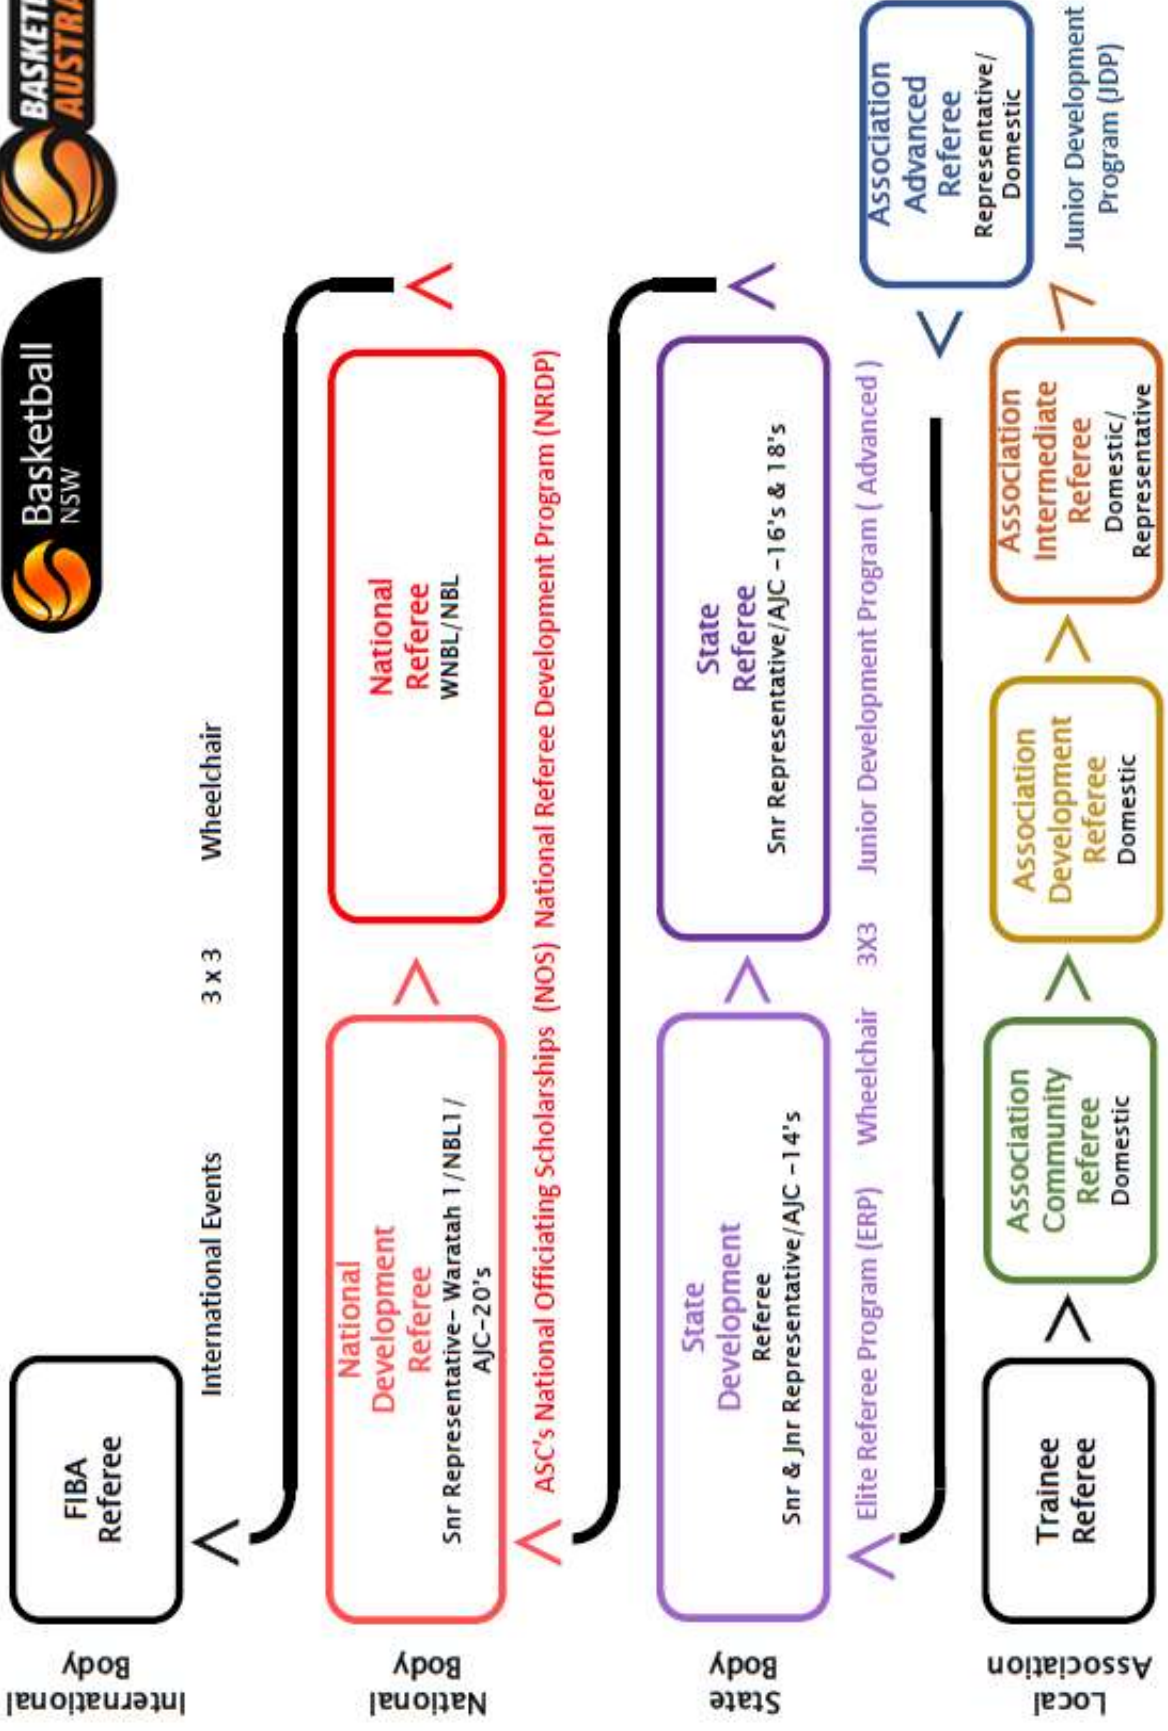 Basketball
NSW
BASKET
AUSTRA
International
Body
FIBA
Referee
International Events
3 x 3
Wheelchair
National
Body
National
Development
Referee
Snr Representative- Waratah 1/NBL1/
AJC-20's
National
Referee
WNBL/NBL
ASC's National Officiating Scholarships (NOS)
National Referee Development Program (NRDP)
State
Body
State
Development
Referee
Snr & Jnr Representative/AJC -14's
State
Referee
Snr Representative/AJC -16's & 18's
Elite Referee Program (ERP)
Wheelchair
3X3
Junior Development Program ( Advanced )
Local
Association
Trainee
Referee
Association
Community
Referee
Domestic
Association
Development
Referee
Domestic
Association
Intermediate
Referee
Domestic/
Representative
Association
Advanced
Referee
Representative/
Domestic
Junior Development
Program (JDP)